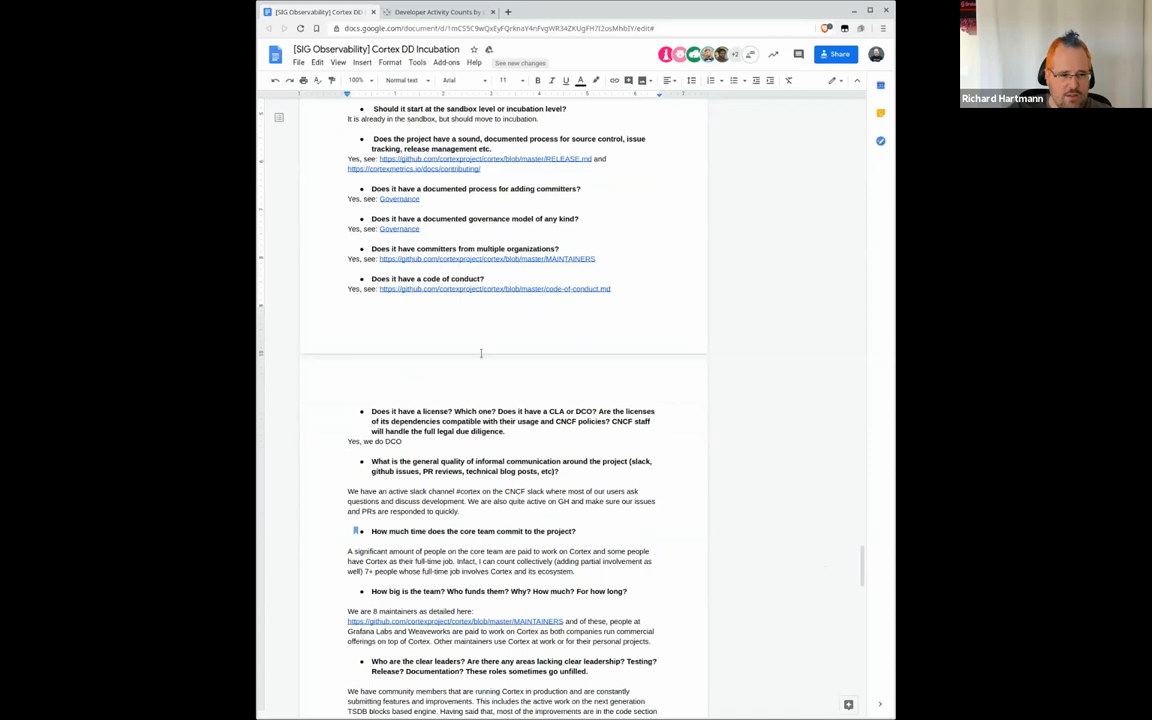 [SIG Observability] Cortex DD
Developer Activity Counts by
[SIG Observability] Cortex DD Incubation
File Edit View Insert Format Tools Add-ons Help See new changes
+2
Share
100% Normal text Arial 11
Richard Hartmann
Should it start at the sandbox level or incubation level?
It is already in the sandbox, but should move to incubation.
Does the project have a sound, documented process for source control, issue
tracking, release management etc.
Yes, see: https://github.com/cortexproject/cortex/blob/master/RELEASE.md and
https://cortexmetrics.io/docs/contributing/
Does it have a documented process for adding committers?
Yes, see: Governance
Does it have a documented governance model of any kind?
Yes, see: Governance
Does it have committers from multiple organizations?
Yes, see: https://github.com/cortexproject/cortex/blob/master/MAINTAINERS
Does it have a code of conduct?
Yes, see: https://github.com/cortexproject/cortex/blob/master/code-of-conduct.md
Does it have a license? Which one? Does it have a CLA or DCO? Are the licenses
of its dependencies compatible with their usage and CNCF policies? CNCF staff
will handle the full legal due diligence.
Yes, we do DCO
What is the general quality of informal communication around the project (slack,
github issues, PR reviews, technical blog posts, etc)?
We have an active slack channel #cortex on the CNCF slack where most of our users ask
questions and discuss development. We are also quite active on GH and make sure our issues
and PRs are responded to quickly.
How much time does the core team commit to the project?
A significant amount of people on the core team are paid to work on Cortex and some people
have Cortex as their full-time job. Infact, I can count collectively (adding partial involvement as
well) 7+ people whose full-time job involves Cortex and its ecosystem.
How big is the team? Who funds them? Why? How much? For how long?
We are 8 maintainers as detailed here:
https://github.com/cortexproject/cortex/blob/master/MAINTAINERS and of these, people at
Grafana Labs and Weaveworks are paid to work on Cortex as both companies run commercial
offerings on top of Cortex. Other maintainers use Cortex at work or for their personal projects.
Who are the clear leaders? Are there any areas lacking clear leadership? Testing?
Release? Documentation? These roles sometimes go unfilled.
We have community members that are running Cortex in production and are constantly
submitting features and improvements. This includes the active work on the next generation
TSDB blocks based engine. Having said that, most of the improvements are in the code section